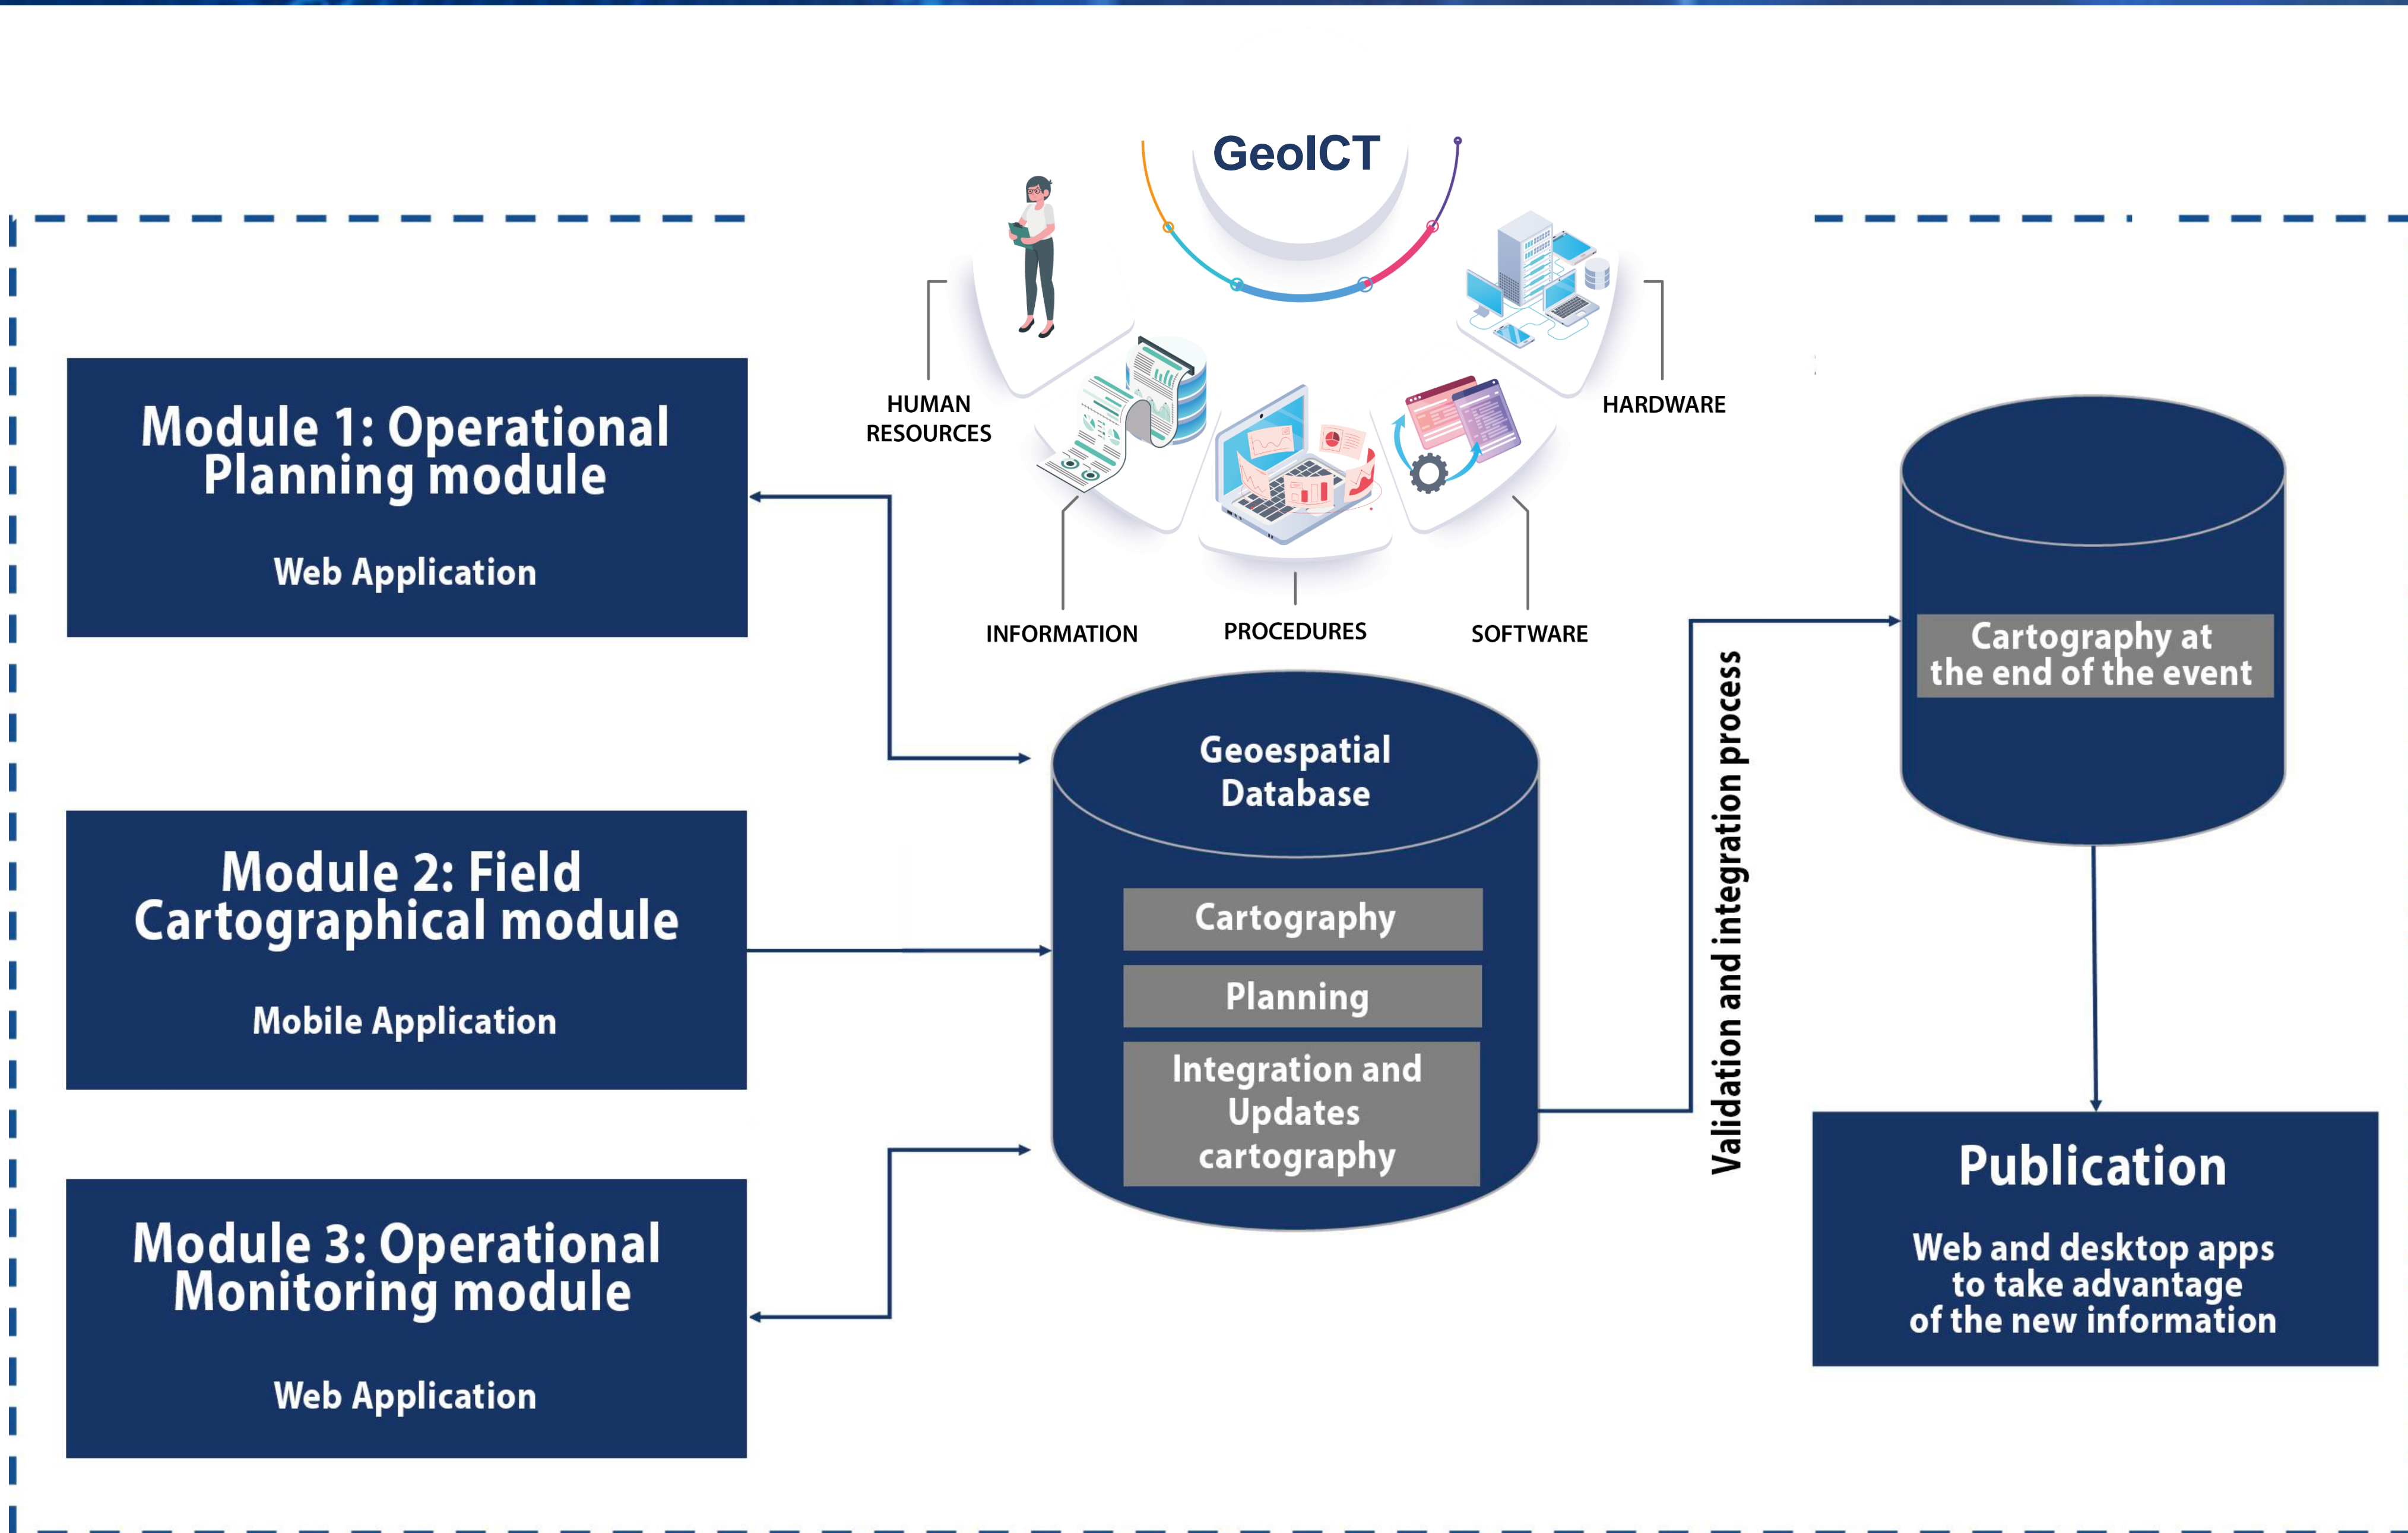 GeoICT
HUMAN
RESOURCES
INFORMATION
PROCEDURES
SOFTWARE
HARDWARE
Module 1: Operational
Planning module
Web Application
Module 2: Field
Cartographical module
Mobile Application
Module 3: Operational
Monitoring module
Web Application
Geoespatial
Database
Cartography
Planning
Integration and
Updates
cartography
Validation and integration process
Cartography at
the end of the event
Publication
Web and desktop apps
to take advantage
of the new information